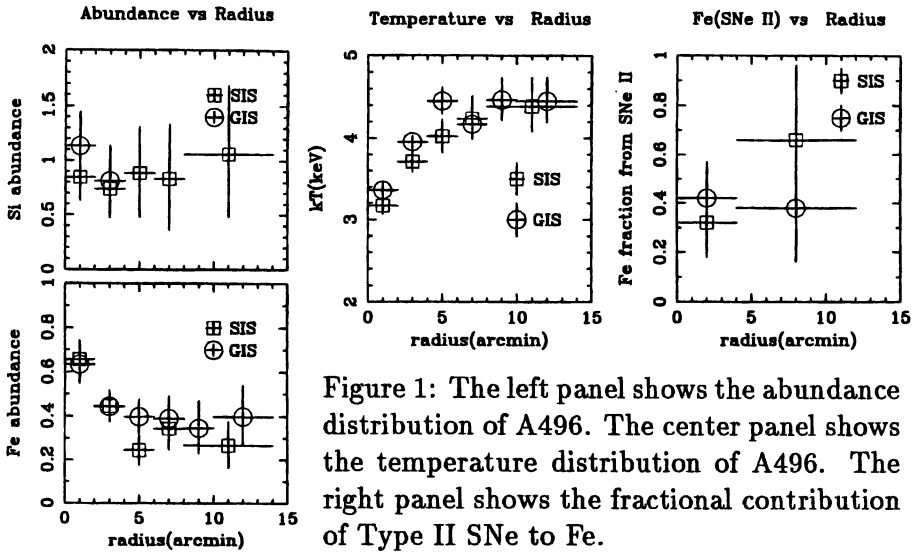 Abundance vs Radius
Si abundance
2
1.5
1
0.5
0
SIS
GIS
Fe abundance
1
0.8
0.6
0.4
0.2
0
SIS
GIS
0 5 10 15
radius(arcmin)
Temperature vs Radius
kT(keV)
5
4
3
2
SIS
GIS
0 5 10 15
radius(arcmin)
Fe(SNe II) vs Radius
Fe fraction from SNe II
1
0.8
0.6
0.4
0.2
0
SIS
GIS
0 5 10 15
radius(arcmin)
Figure 1: The left panel shows the abundance
distribution of A496. The center panel shows
the temperature distribution of A496. The
right panel shows the fractional contribution
of Type II SNe to Fe.